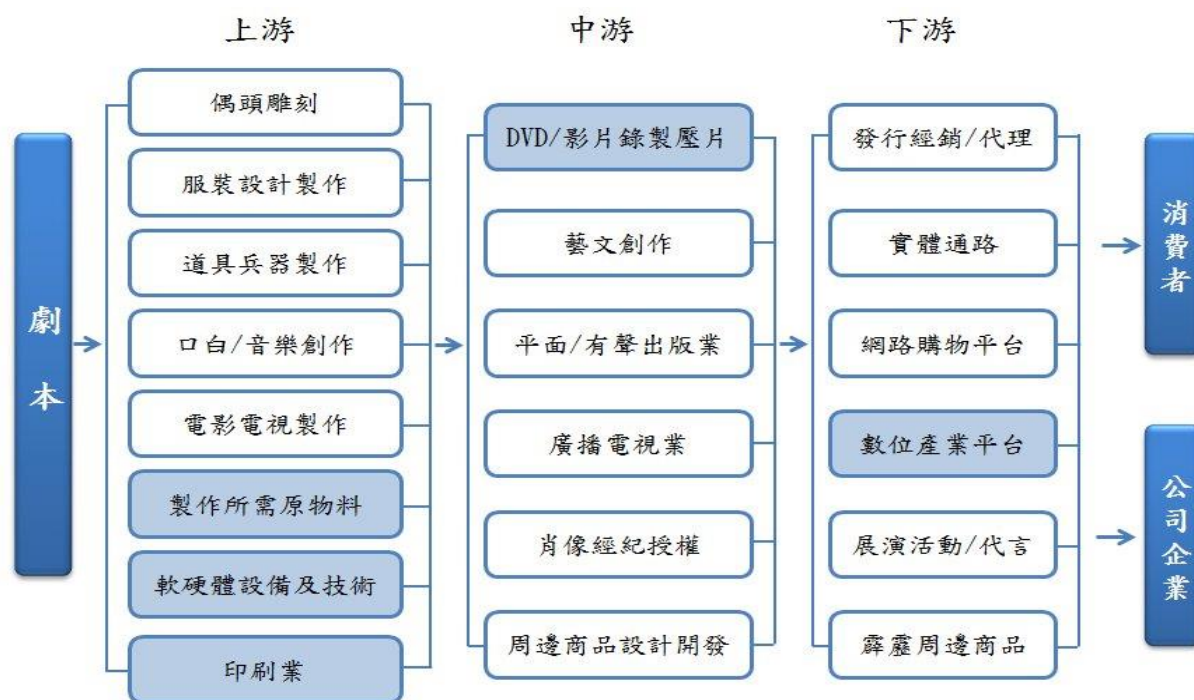 上游
中游
下游
劇本
偶頭雕刻
服裝設計製作
道具兵器製作
口白/音樂創作
電影電視製作
製作所需原物料
軟硬體設備及技術
印刷業
DVD/影片錄製壓片
藝文創作
平面/有聲出版業
廣播電視業
肖像經紀授權
周邊商品設計開發
發行經銷/代理
實體通路
網路購物平台
數位產業平台
展演活動/代言
霹靂周邊商品
消費者
公司企業